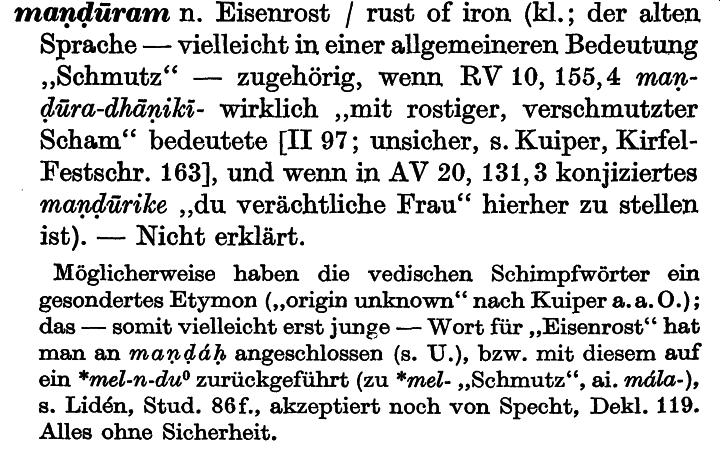 maṇḍūram n. Eisenrost / rust of iron (kl.; der alten
Sprache — vielleicht in einer allgemeineren Bedeutung
„Schmutz“ — zugehörig, wenn RV 10, 155,4 maṇ-
ḍūra-dhāṇikī- wirklich „mit rostiger, verschmutzter
Scham“ bedeutete [II 97; unsicher, s. Kuiper, Kirfel-
Festschr. 163], und wenn in AV 20, 131,3 konjiziertes
maṇḍūrike „du verächtliche Frau“ hierher zu stellen
ist). — Nicht erklärt.
Möglicherweise haben die vedischen Schimpfwörter ein
gesondertes Etymon („origin unknown“ nach Kuiper a.a.O.);
das — somit vielleicht erst junge — Wort für „Eisenrost“ hat
man an maṇḍáḥ angeschlossen (s. U.), bzw. mit diesem auf
ein *mel-n-du⁰ zurückgeführt (zu *mel- „Schmutz“, ai. mála-),
s. Lidén, Stud. 86f., akzeptiert noch von Specht, Dekl. 119.
Alles ohne Sicherheit.